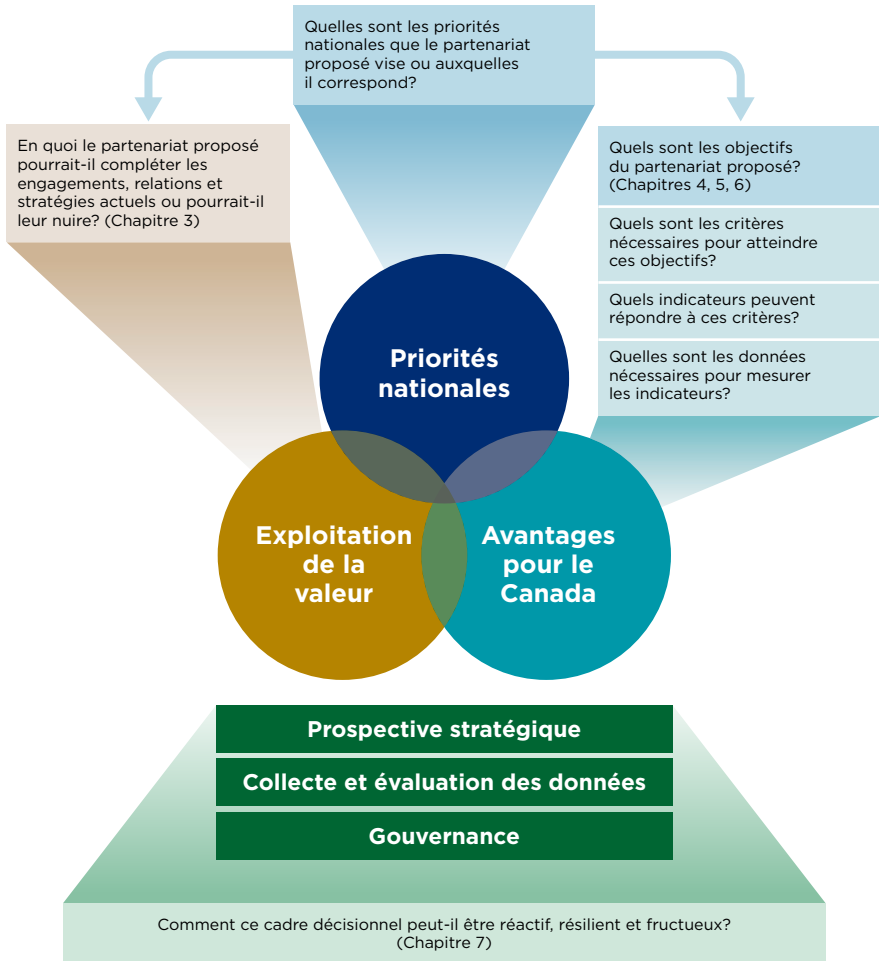 Quelles sont les priorités
nationales que le partenariat
proposé vise ou auxquelles
il correspond?
En quoi le partenariat proposé
pourrait-il compléter les
engagements, relations et
stratégies actuels ou pourrait-il
leur nuire? (Chapitre 3)
Quels sont les objectifs
du partenariat proposé?
(Chapitres 4, 5, 6)
Quels sont les critères
nécessaires pour atteindre
ces objectifs?
Quels indicateurs peuvent
répondre à ces critères?
Quelles sont les données
nécessaires pour mesurer
les indicateurs?
Priorités
nationales
Exploitation
de la
valeur
Avantages
pour le
Canada
Prospective stratégique
Collecte et évaluation des données
Gouvernance
Comment ce cadre décisionnel peut-il être réactif, résilient et fructueux?
(Chapitre 7)